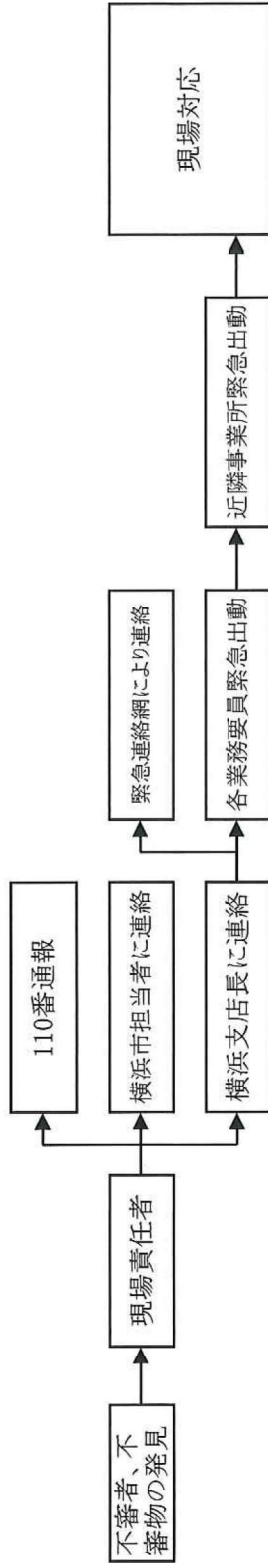 不審者、不
審物の発見
現場責任者
110番通報
横浜市担当者に連絡
横浜支店長に連絡
緊急連絡網により連絡
各業務要員緊急出動
近隣事業所緊急出動
現場対応